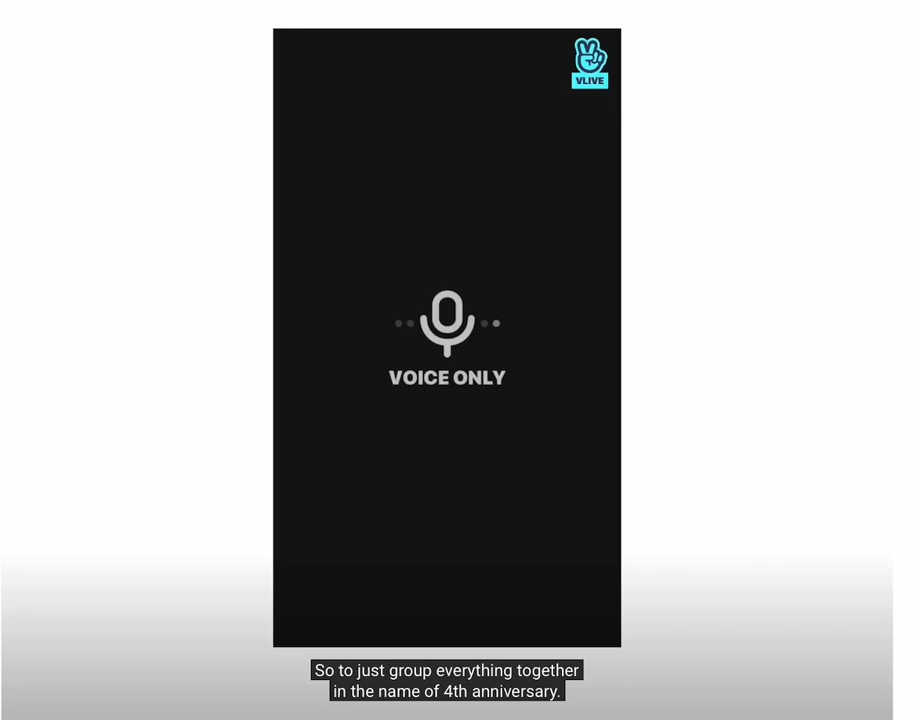 VLIVE
VOICE ONLY
So to just group everything together
in the name of 4th anniversary.